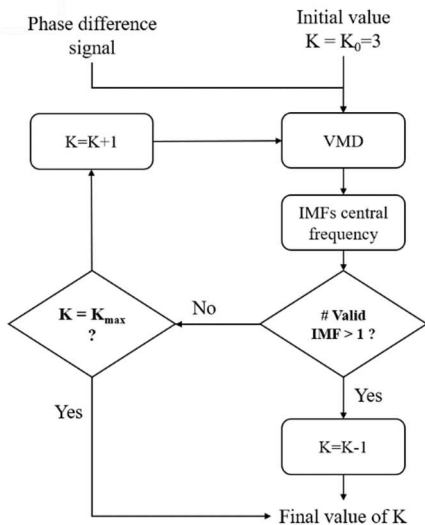 Phase difference
signal
Initial value
K = K₀=3
K=K+1
VMD
IMFs central
frequency
K = Kₘₐₓ
?
No
# Valid
IMF > 1 ?
Yes
Yes
K=K-1
Final value of K